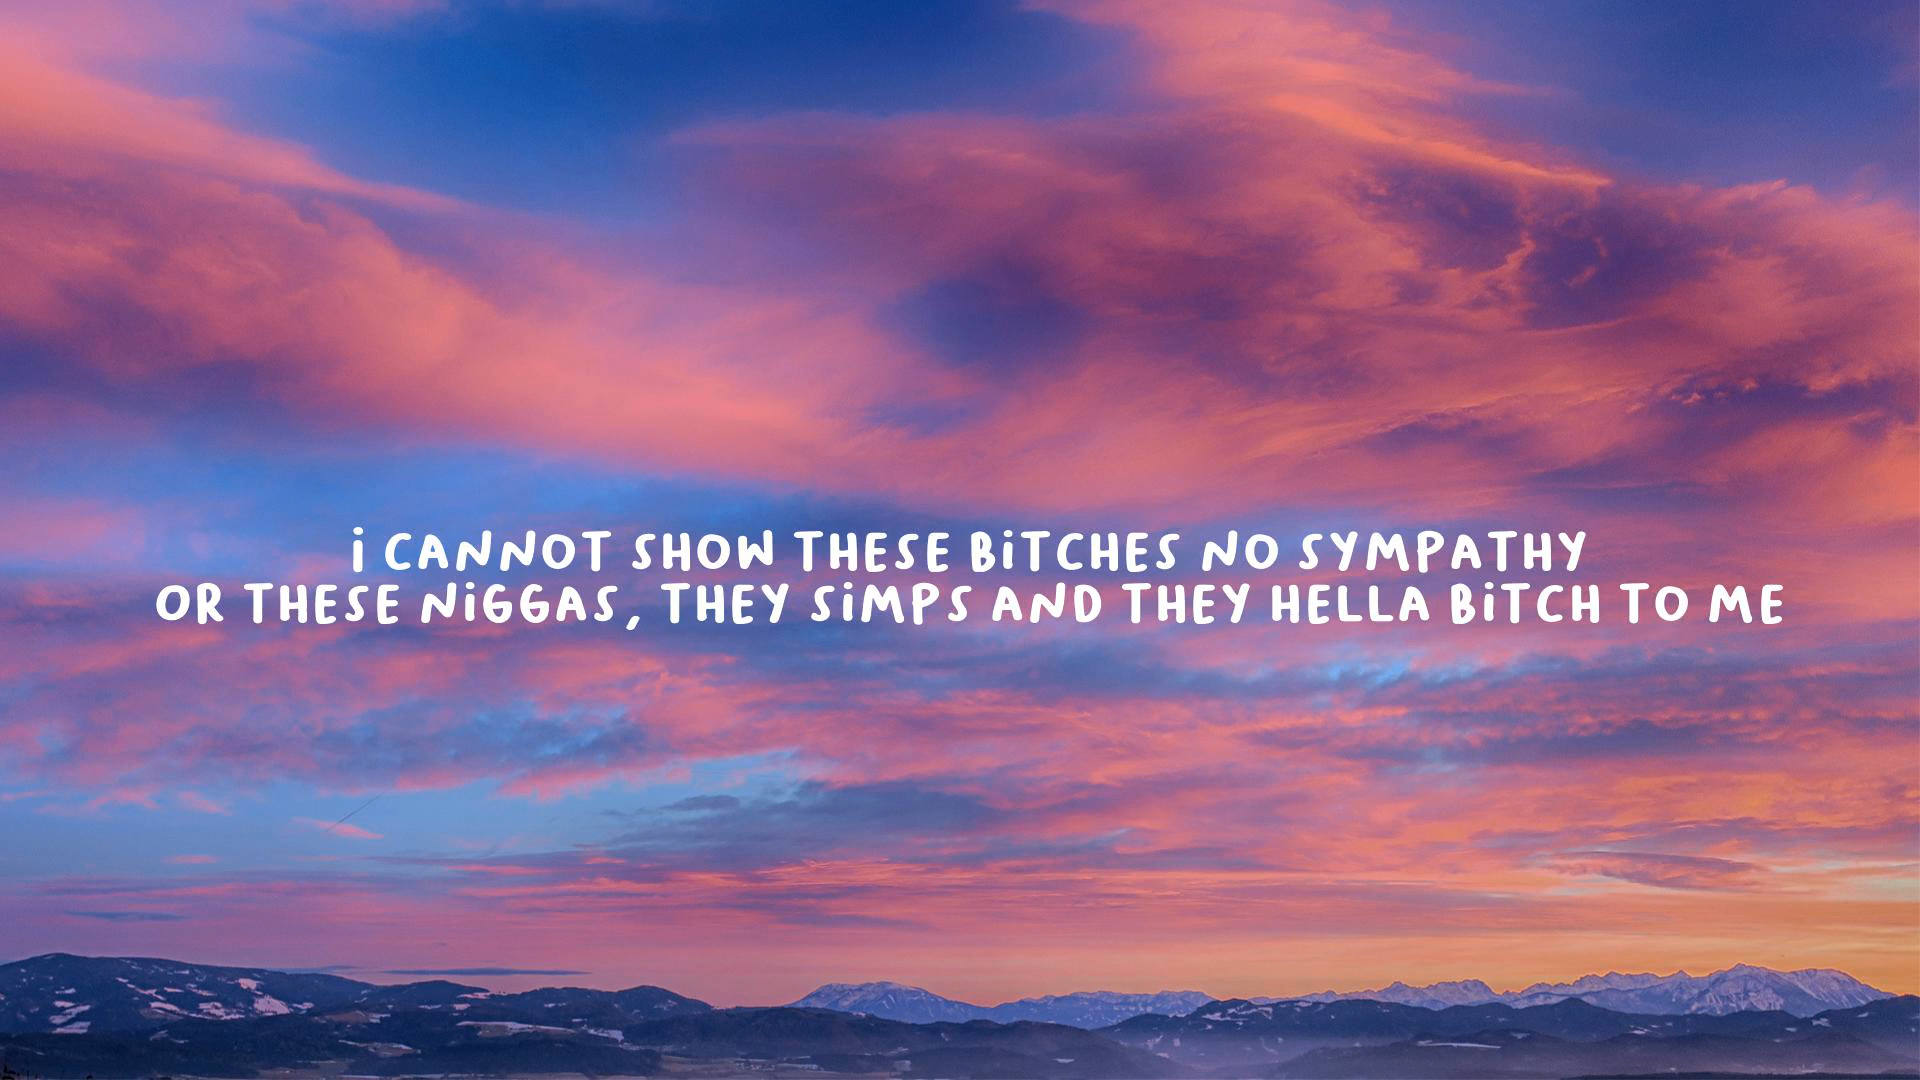 i CANNOT SHOW THESE BiTCHES NO SYMPATHY
OR THESE NiGGAS, THEY SiMPS AND THEY HELLA BiTCH TO ME